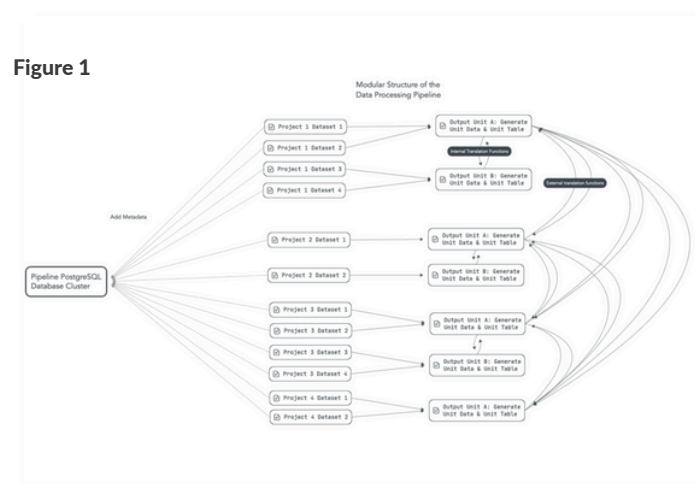 Figure 1
Modular Structure of the
Data Processing Pipeline
Project 1 Dataset 1
Project 1 Dataset 2
Project 1 Dataset 3
Project 1 Dataset 4
Output Unit A: Generate
Unit Data & Unit Table
Internal Translation Functions
Output Unit B: Generate
Unit Data & Unit Table
External translation functions
Add Metadata
Pipeline PostgreSQL
Database Cluster
Project 2 Dataset 1
Output Unit A: Generate
Unit Data & Unit Table
Project 2 Dataset 2
Output Unit B: Generate
Unit Data & Unit Table
Project 3 Dataset 1
Project 3 Dataset 2
Output Unit A: Generate
Unit Data & Unit Table
Project 3 Dataset 3
Project 3 Dataset 4
Output Unit B: Generate
Unit Data & Unit Table
Project 4 Dataset 1
Project 4 Dataset 2
Output Unit A: Generate
Unit Data & Unit Table